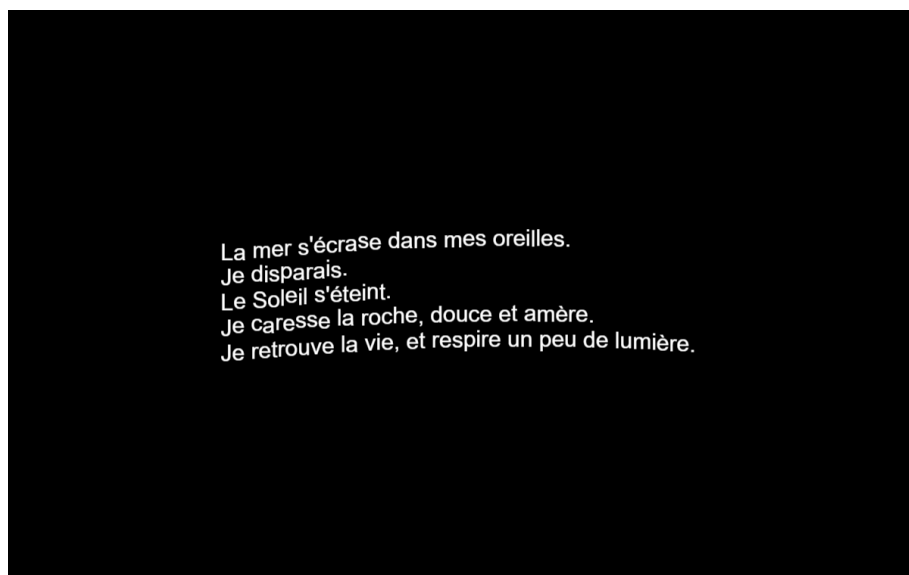 La mer s'écrase dans mes oreilles.
Je disparais.
Le Soleil s'éteint.
Je caresse la roche, douce et amère.
Je retrouve la vie, et respire un peu de lumière.